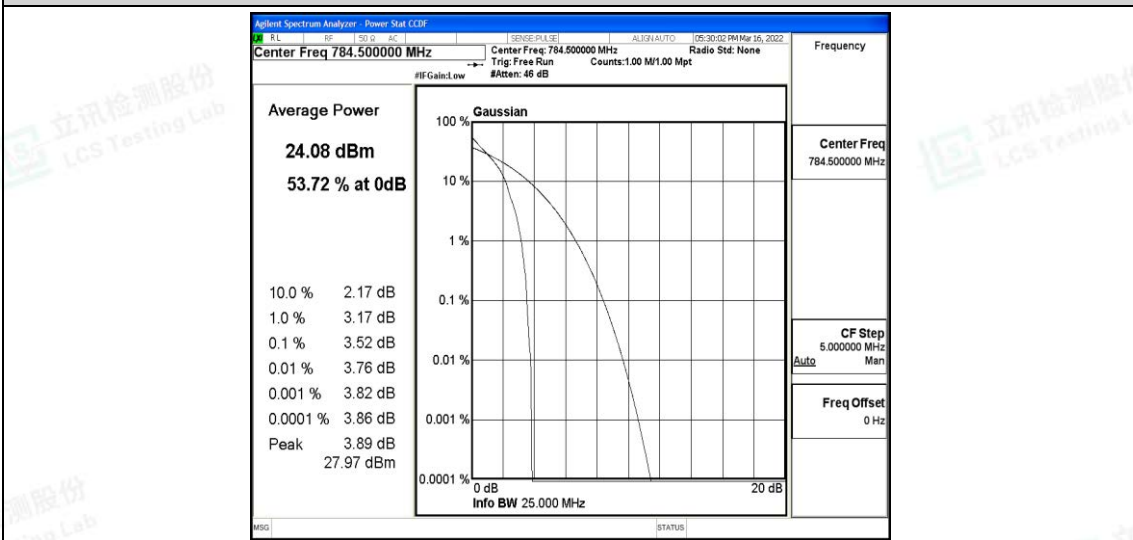 Agilent Spectrum Analyzer - Power Stat CCDF
RL RF 50 Ω AC SENSE:PULSE ALIGN AUTO 05:30:02 PM Mar 16, 2022
Center Freq 784.500000 MHz
Center Freq: 784.500000 MHz Radio Std: None
Trig: Free Run Counts:1.00 M/1.00 Mpt
#IFGain:Low #Atten: 46 dB
Frequency
Average Power
24.08 dBm
53.72 % at 0dB
10.0 % 2.17 dB
1.0 % 3.17 dB
0.1 % 3.52 dB
0.01 % 3.76 dB
0.001 % 3.82 dB
0.0001 % 3.86 dB
Peak 3.89 dB
27.97 dBm
Gaussian
100 %
10 %
1 %
0.1 %
0.01 %
0.001 %
0.0001 %
0 dB 20 dB
Info BW 25.000 MHz
Center Freq
784.500000 MHz
CF Step
5.000000 MHz
Auto Man
Freq Offset
0 Hz
MSG STATUS
立讯检测股份
LCS Testing Lab
立讯检测股份
LCS Testing L
测股份
ng Lab